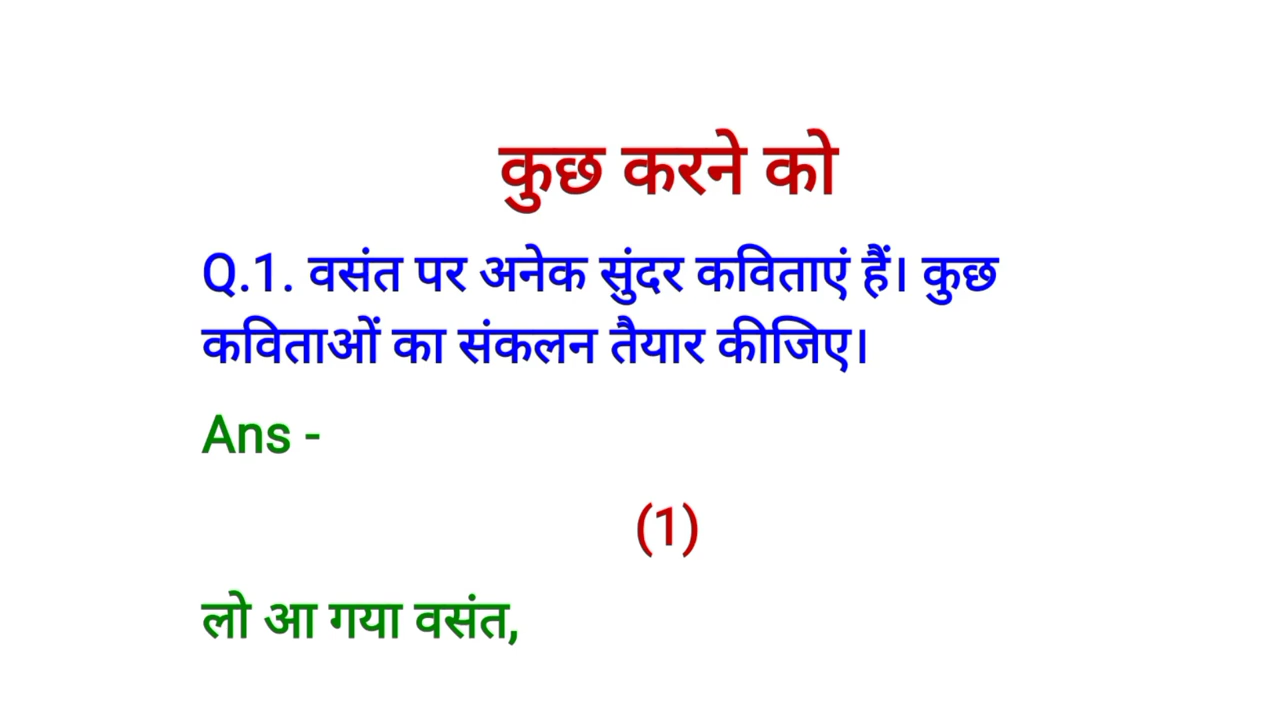 कुछ करने को
Q.1. वसंत पर अनेक सुंदर कविताएं हैं। कुछ
कविताओं का संकलन तैयार कीजिए।
Ans -
(1)
लो आ गया वसंत,